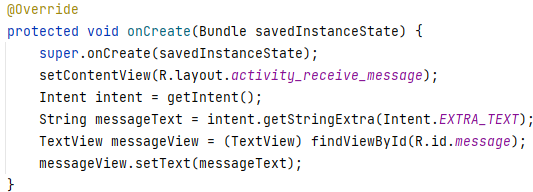 @Override
protected void onCreate(Bundle savedInstanceState) {
    super.onCreate(savedInstanceState);
    setContentView(R.layout.activity_receive_message);
    Intent intent = getIntent();
    String messageText = intent.getStringExtra(Intent.EXTRA_TEXT);
    TextView messageView = (TextView) findViewById(R.id.message);
    messageView.setText(messageText);
}